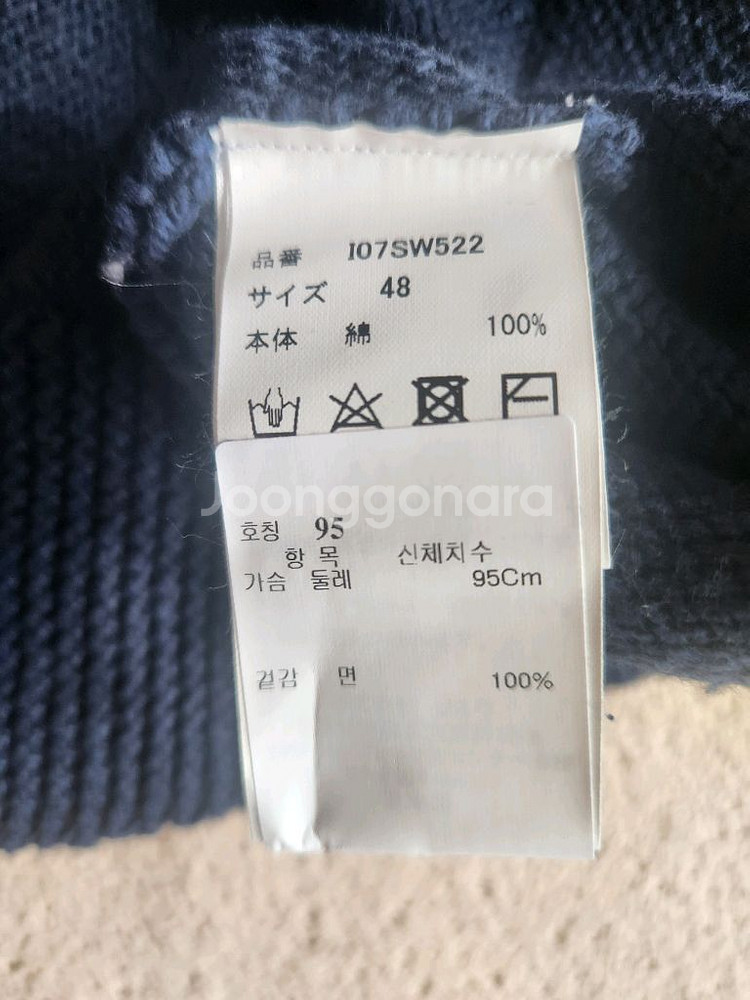 品番 I07SW522
サイズ 48
本体 綿 100%
Joonggonara
호칭 95
항 목 신체치수
가슴 둘레 95Cm
겉감 면 100%